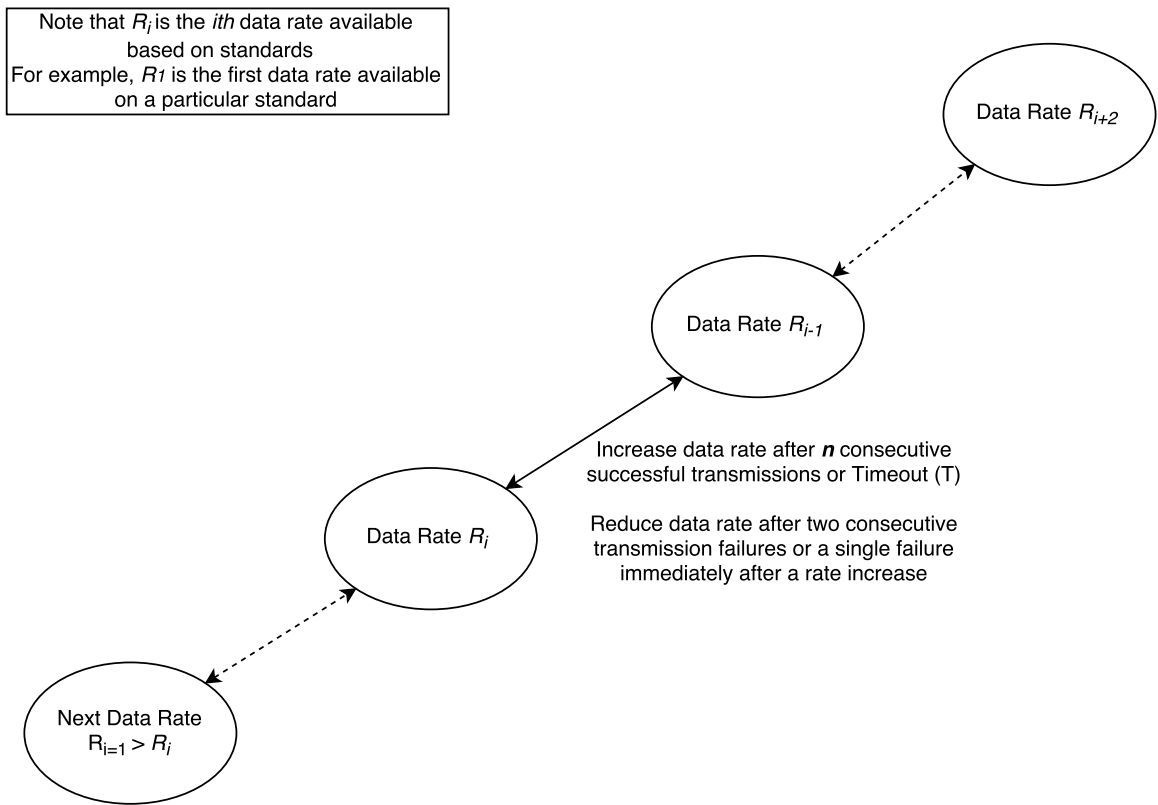 Note that Ri is the ith data rate available
based on standards
For example, R1 is the first data rate available
on a particular standard
Data Rate Ri+2
Data Rate Ri-1
Increase data rate after n consecutive
successful transmissions or Timeout (T)
Reduce data rate after two consecutive
transmission failures or a single failure
immediately after a rate increase
Data Rate Ri
Next Data Rate
Ri=1 > Ri